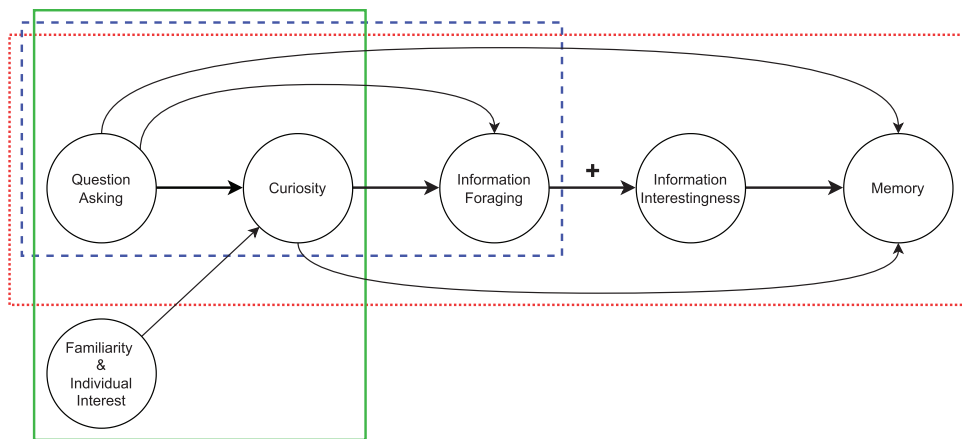 Question
Asking
Curiosity
Information
Foraging
+
Information
Interestingness
Memory
Familiarity
&
Individual
Interest